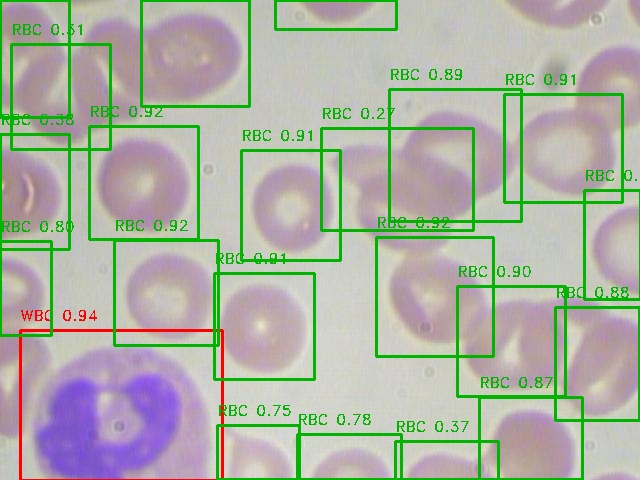 RBC 0.51
RBC 0.92
RBC 0.89
RBC 0.91
RBC 0.27
RBC 0.91
RBC 0.38
RBC 0.
RBC 0.80
RBC 0.92
RBC 0.92
RBC 0.90
RBC 0.88
WBC 0.94
RBC 0.87
RBC 0.75
RBC 0.78
RBC 0.37